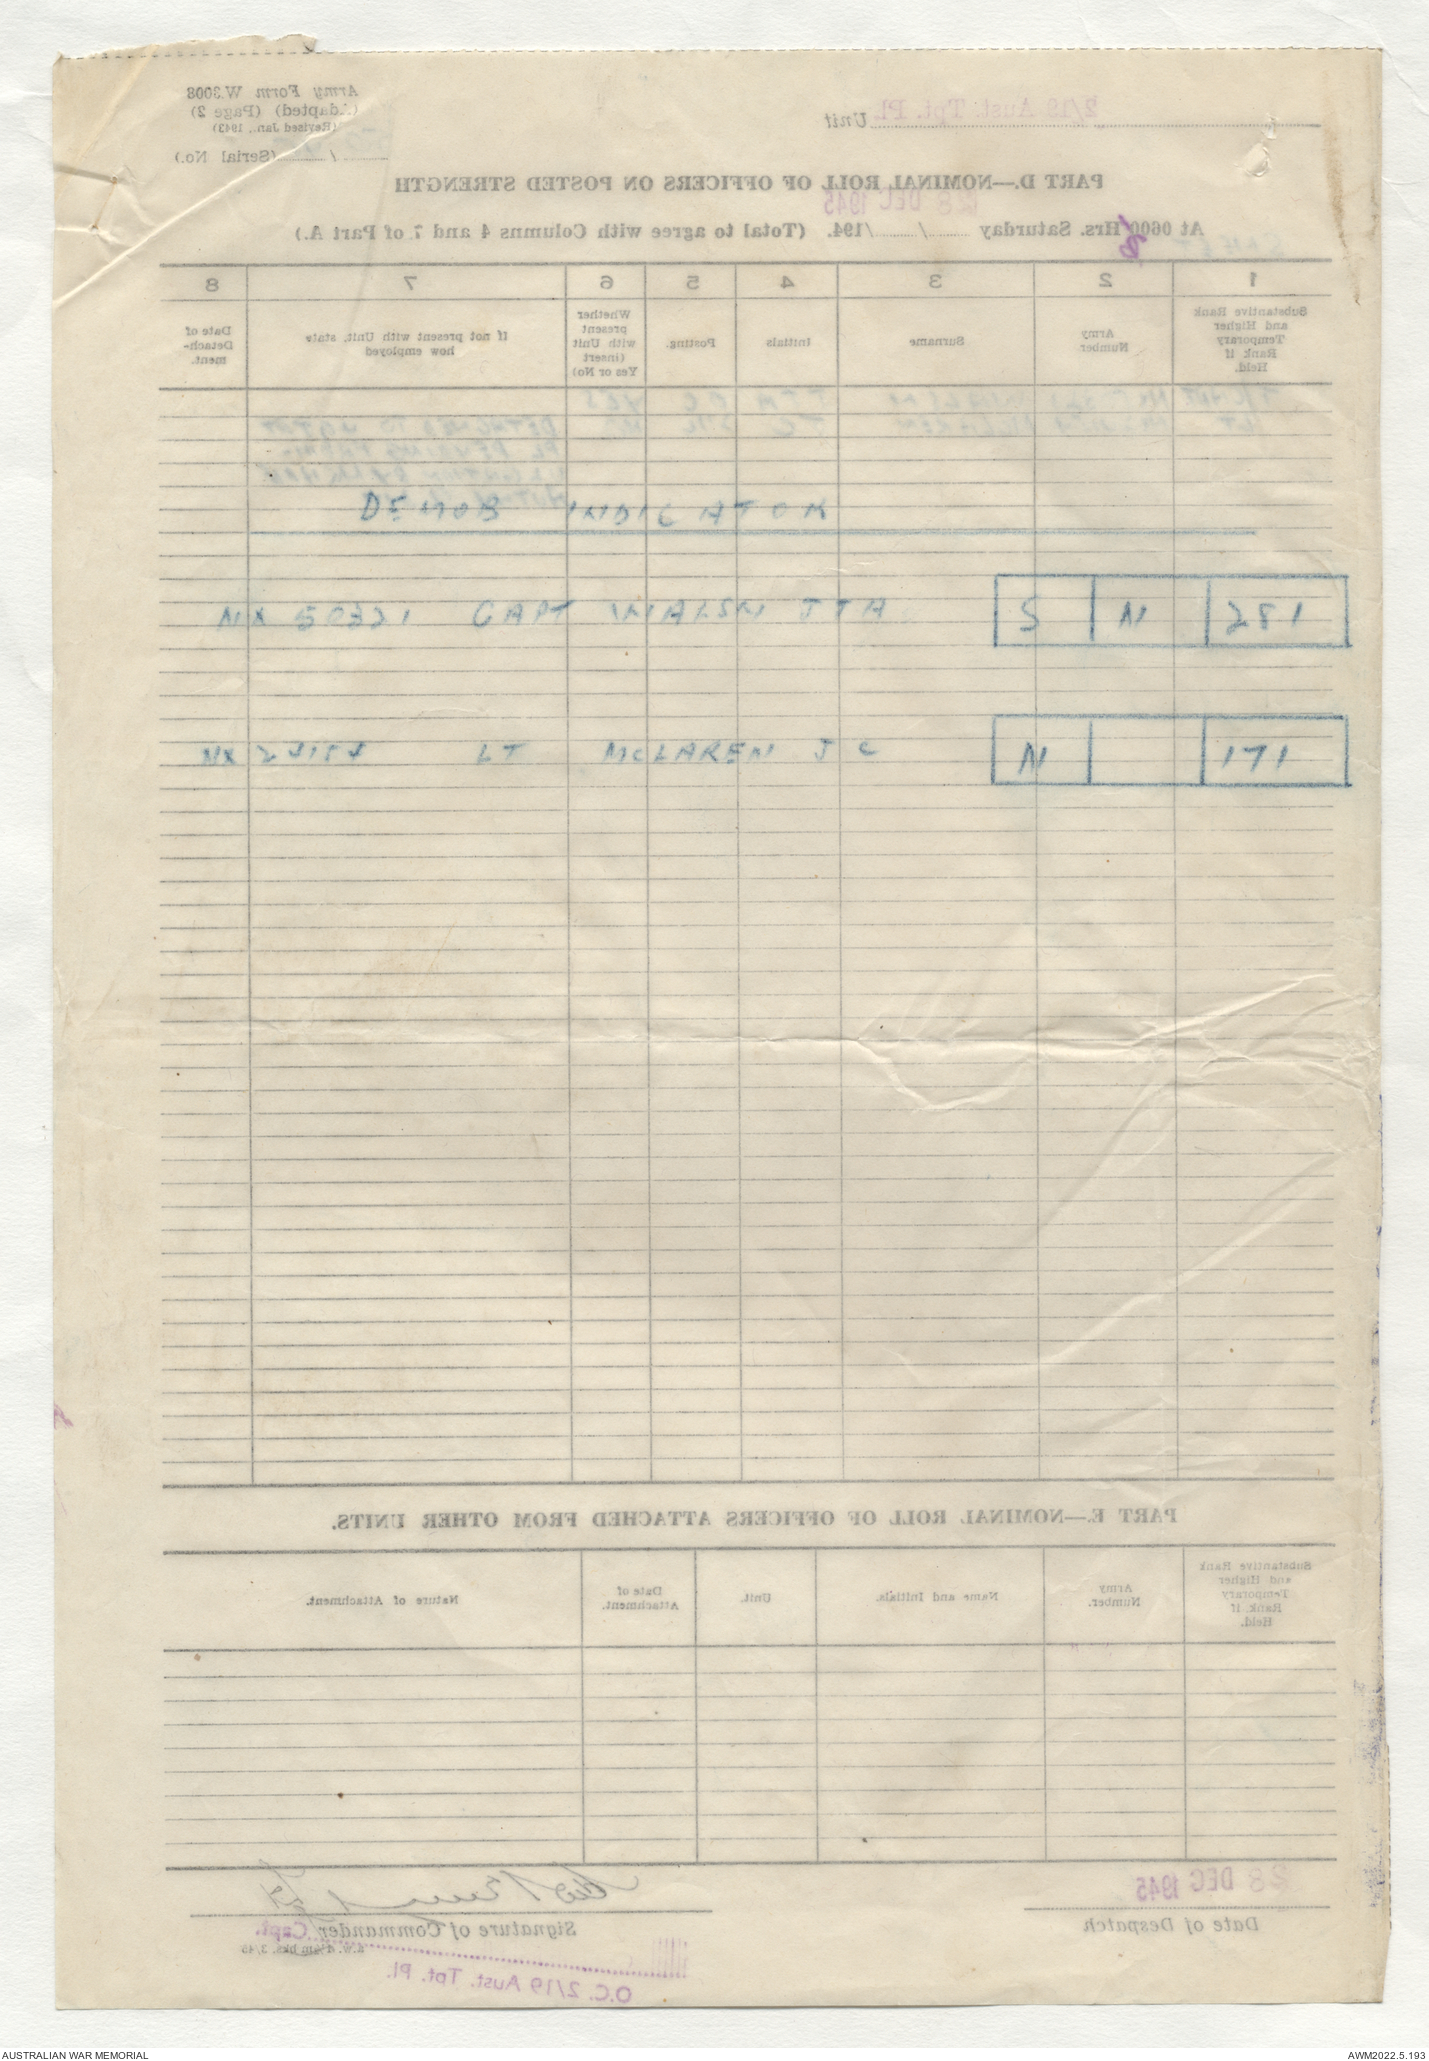 Army Form W.3008
(Adapted) (Page 2)
(Revised Jan., 1943)
(Serial No.)
Unit 2/19 Aust. Tpt. Pl.
PART D.—NOMINAL ROLL OF OFFICERS ON POSTED STRENGTH
28 DEC 1945
At 0600 Hrs. Saturday / /194. (Total to agree with Columns 4 and 7 of Part A.)
1 2 3 4 5 6 7 8
Substantive Rank and Higher Temporary Rank if Held.
Army Number
Surname
Initials
Posting.
Whether present with Unit (insert Yes or No)
If not present with Unit, state how employed
Date of Detachment.
DEMOB INDICATOR
NX 50321 CAPT WALSH JTA S N 281
NX 24154 LT MCLAREN J C N 171
PART E.—NOMINAL ROLL OF OFFICERS ATTACHED FROM OTHER UNITS.
Substantive Rank and Higher Temporary Rank if Held.
Army Number.
Name and Initials.
Unit.
Date of Attachment.
Nature of Attachment.
28 DEC 1945
Date of Despatch
Signature of Commander Capt.
O.C. 2/19 Aust. Tpt. Pl.
AUSTRALIAN WAR MEMORIAL
AWM2022.5.193